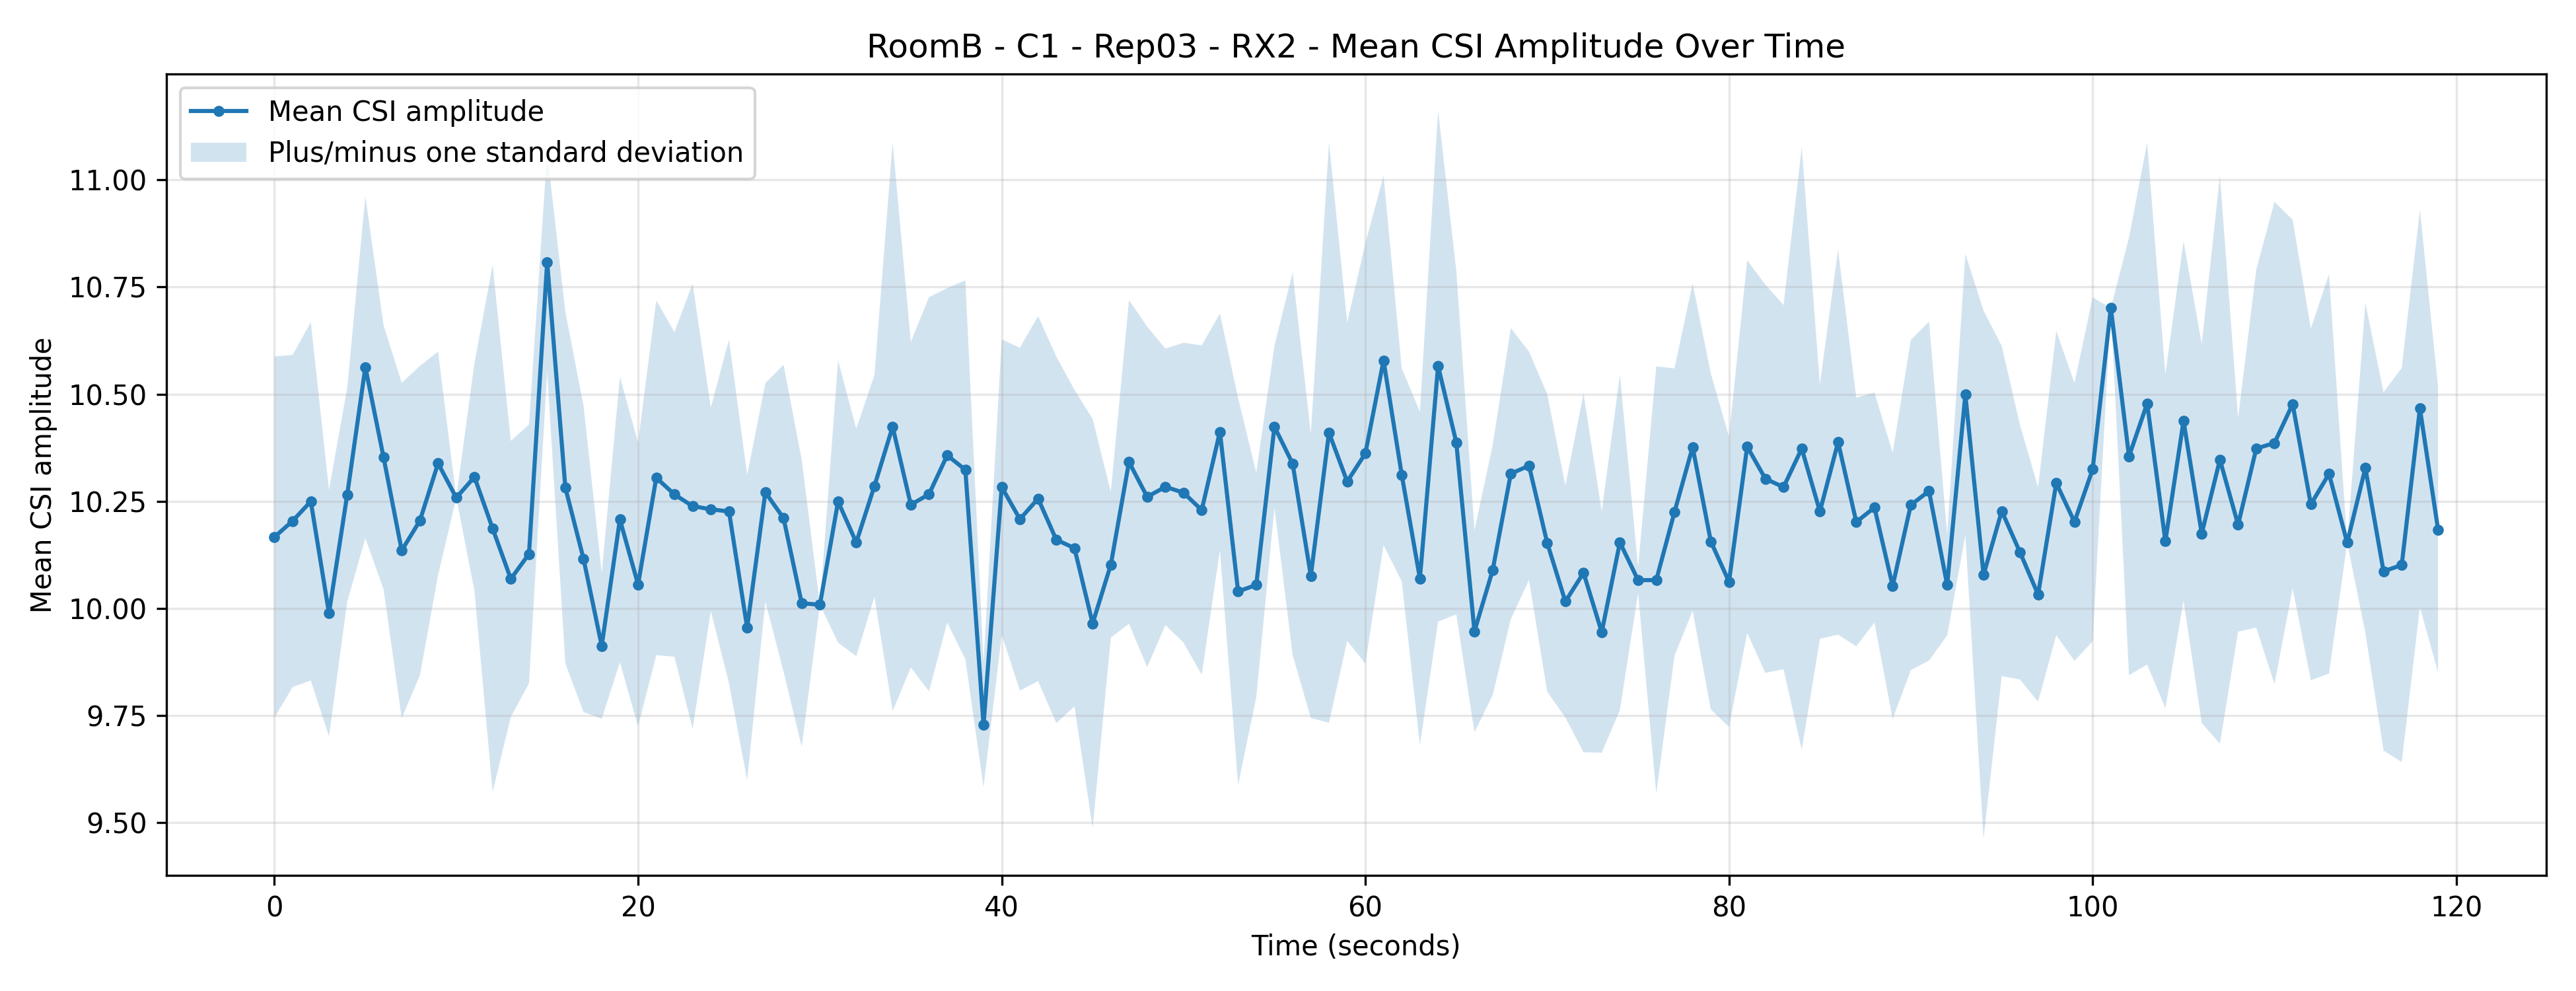 RoomB - C1 - Rep03 - RX2 - Mean CSI Amplitude Over Time
Mean CSI amplitude
Plus/minus one standard deviation
Mean CSI amplitude
11.00
10.75
10.50
10.25
10.00
9.75
9.50
0 20 40 60 80 100 120
Time (seconds)